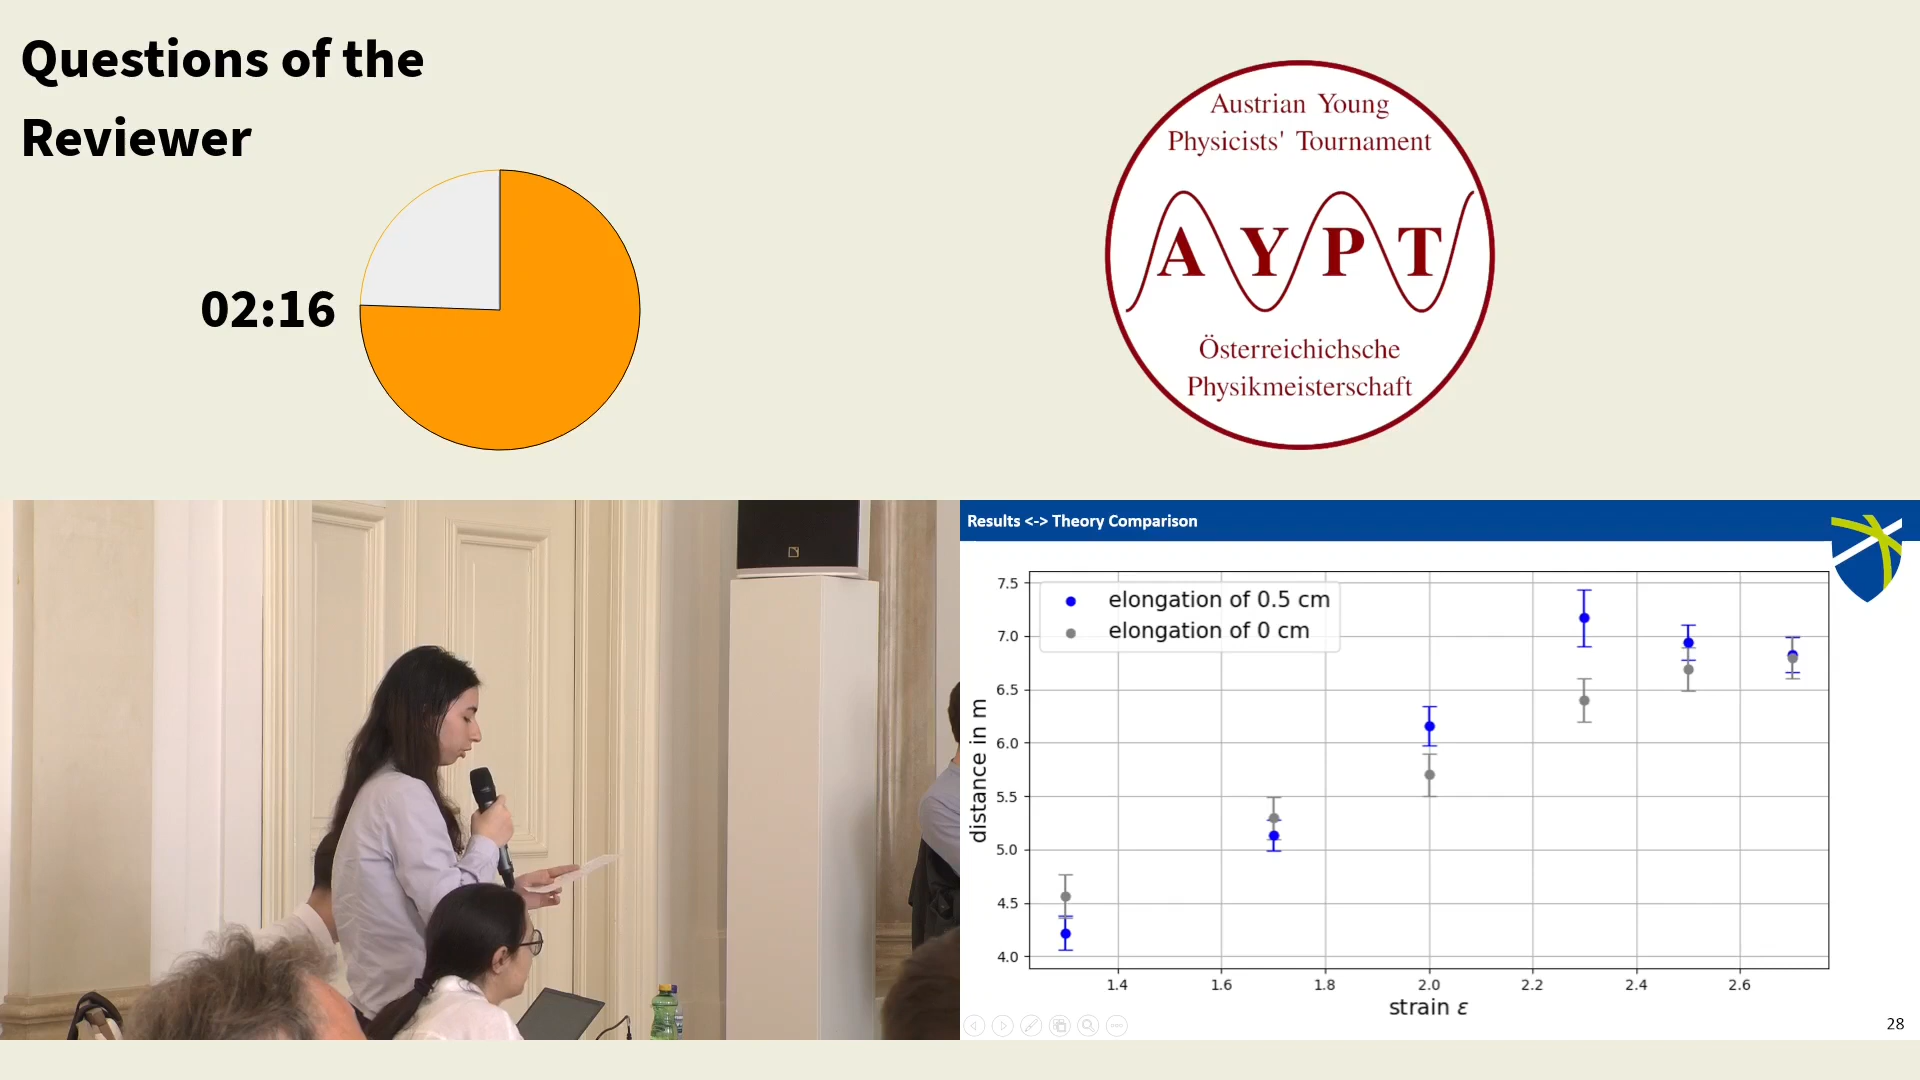 Questions of the
Reviewer
02:16
Austrian Young
Physicists' Tournament
A Y P T
Österreichichsche
Physikmeisterschaft
Results <-> Theory Comparison
elongation of 0.5 cm
elongation of 0 cm
distance in m
7.5
7.0
6.5
6.0
5.5
5.0
4.5
4.0
1.4 1.6 1.8 2.0 2.2 2.4 2.6
strain ε
28